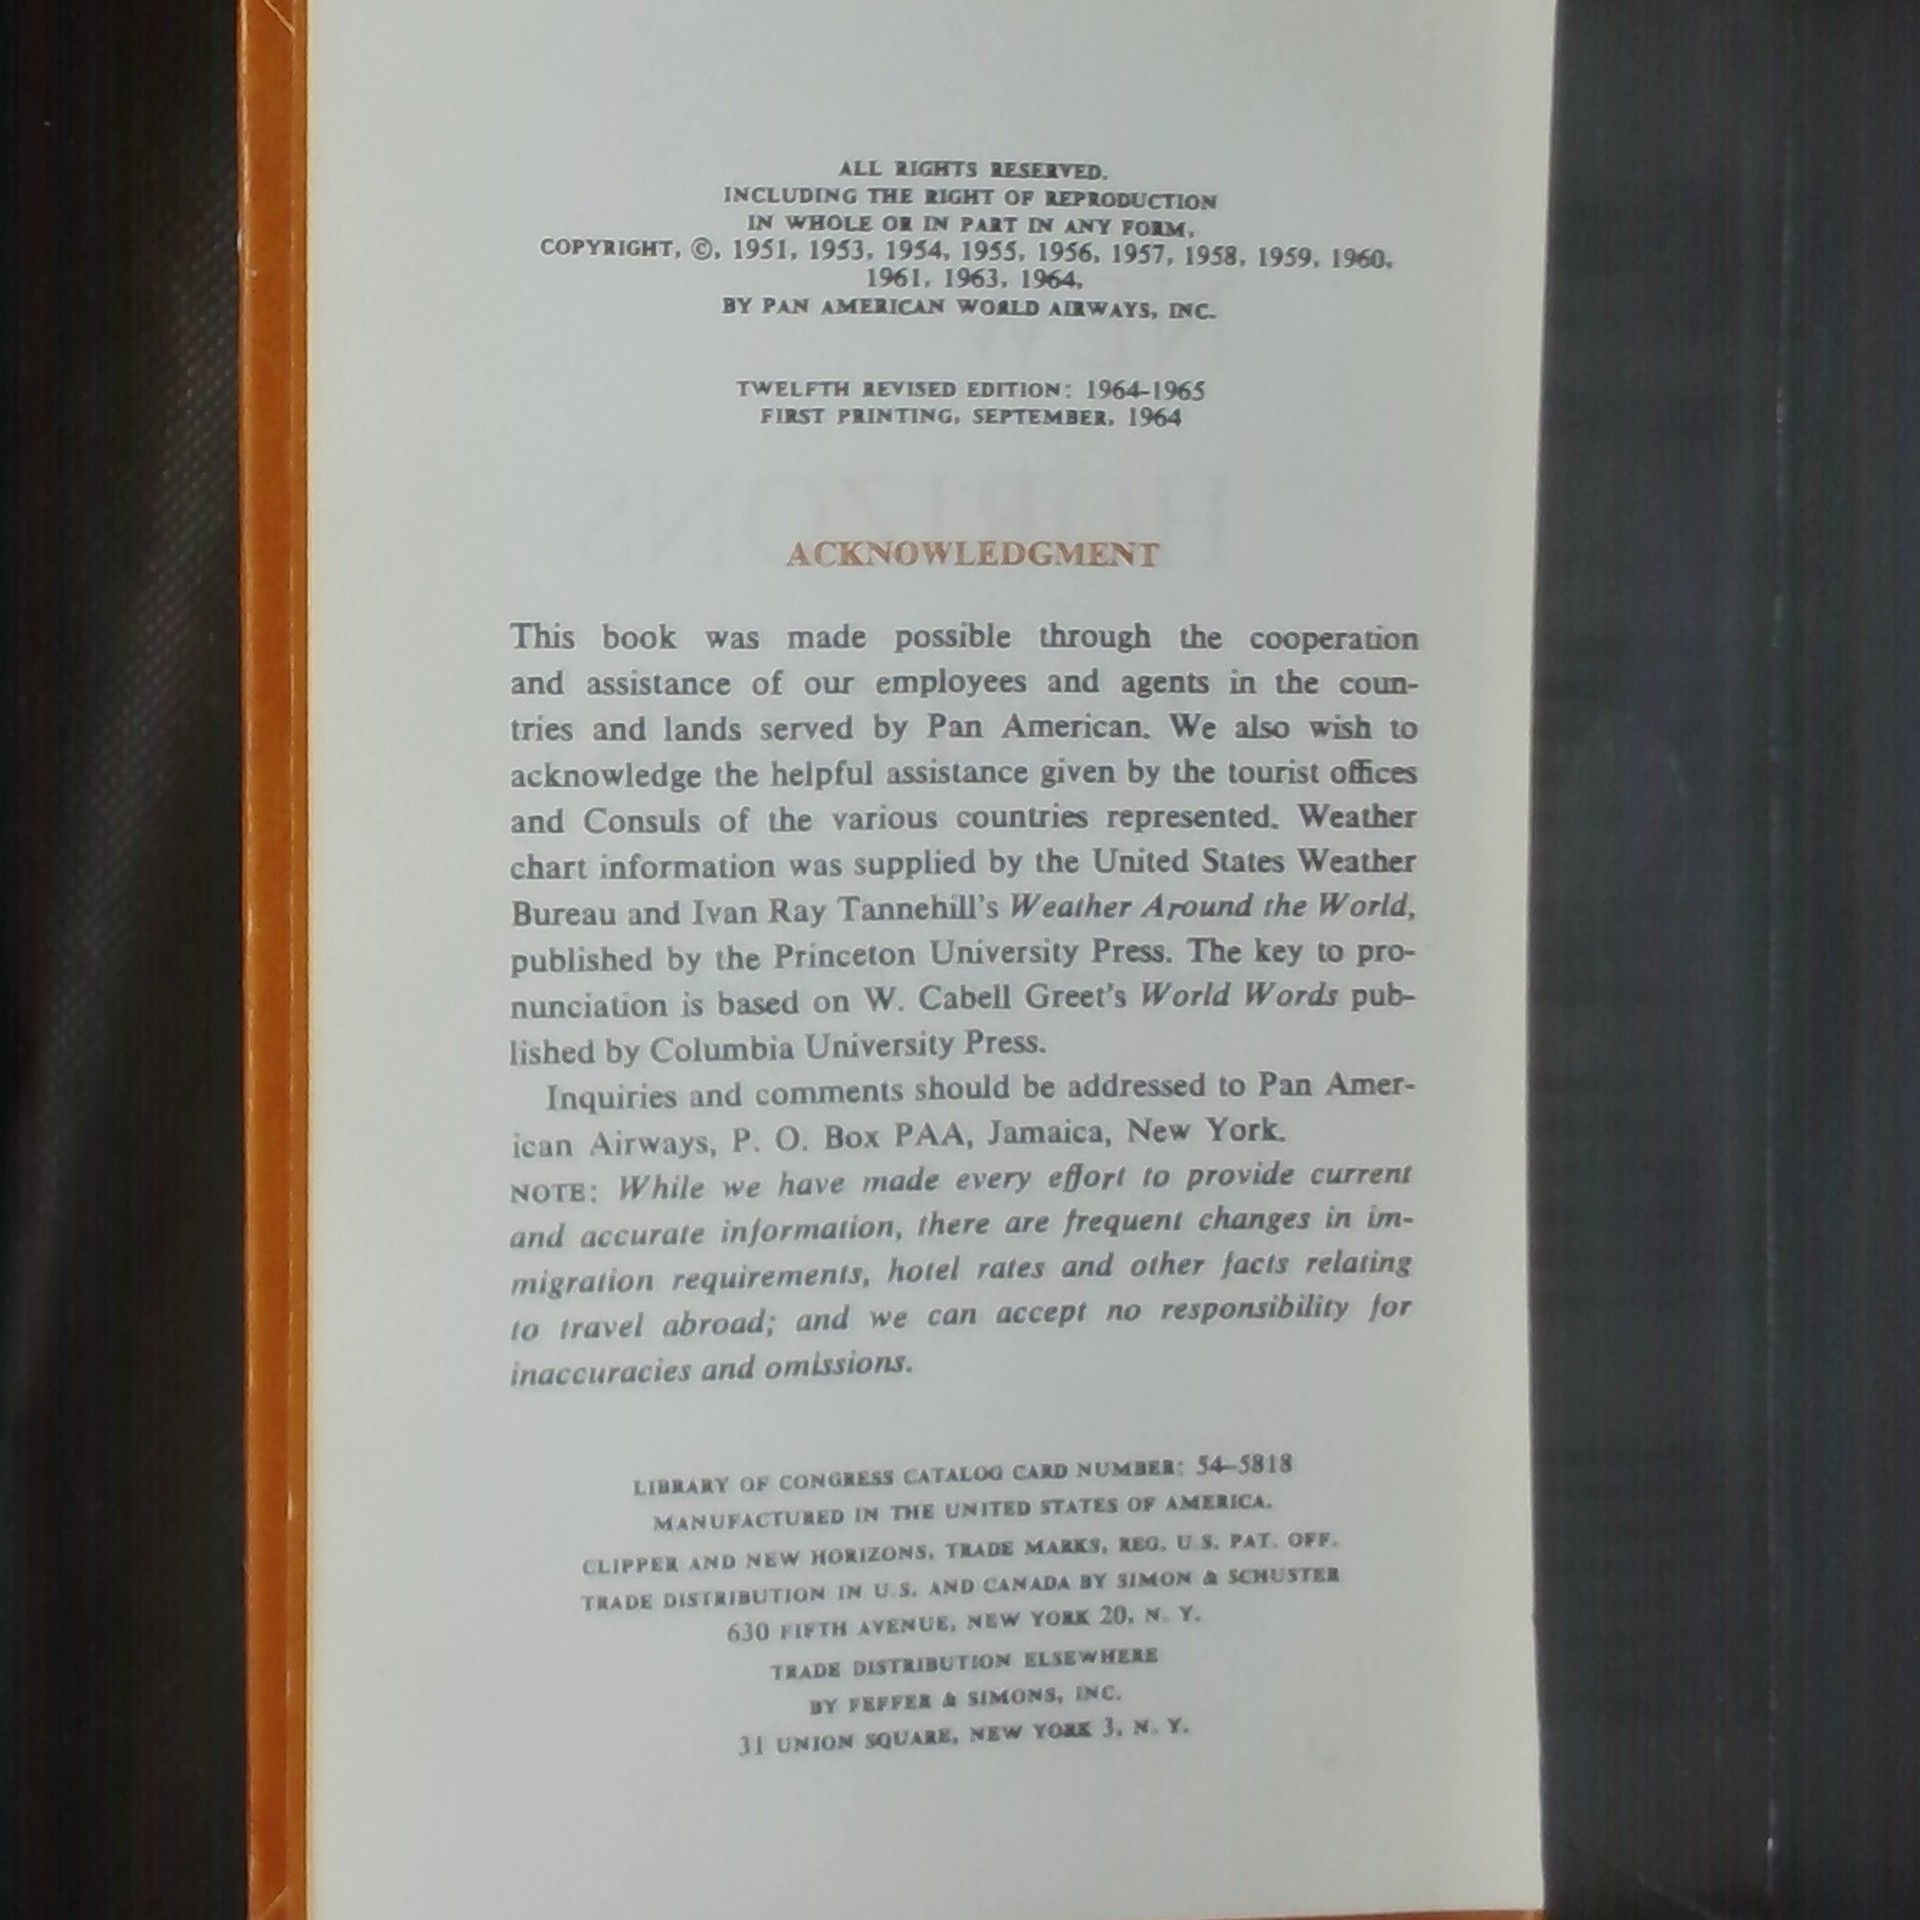 ALL RIGHTS RESERVED.
INCLUDING THE RIGHT OF REPRODUCTION
IN WHOLE OR IN PART IN ANY FORM,
COPYRIGHT, ©, 1951, 1953, 1954, 1955, 1956, 1957, 1958, 1959, 1960,
1961, 1963, 1964,
BY PAN AMERICAN WORLD AIRWAYS, INC.
TWELFTH REVISED EDITION: 1964-1965
FIRST PRINTING, SEPTEMBER, 1964
ACKNOWLEDGMENT
This book was made possible through the cooperation
and assistance of our employees and agents in the coun-
tries and lands served by Pan American. We also wish to
acknowledge the helpful assistance given by the tourist offices
and Consuls of the various countries represented. Weather
chart information was supplied by the United States Weather
Bureau and Ivan Ray Tannehill's Weather Around the World,
published by the Princeton University Press. The key to pro-
nunciation is based on W. Cabell Greet's World Words pub-
lished by Columbia University Press.
Inquiries and comments should be addressed to Pan Amer-
ican Airways, P. O. Box PAA, Jamaica, New York.
NOTE: While we have made every effort to provide current
and accurate information, there are frequent changes in im-
migration requirements, hotel rates and other facts relating
to travel abroad; and we can accept no responsibility for
inaccuracies and omissions.
LIBRARY OF CONGRESS CATALOG CARD NUMBER: 54-5818
MANUFACTURED IN THE UNITED STATES OF AMERICA.
CLIPPER AND NEW HORIZONS, TRADE MARKS, REG. U.S. PAT. OFF.
TRADE DISTRIBUTION IN U.S. AND CANADA BY SIMON & SCHUSTER
630 FIFTH AVENUE, NEW YORK 20, N. Y.
TRADE DISTRIBUTION ELSEWHERE
BY FEFFER & SIMONS, INC.
31 UNION SQUARE, NEW YORK 3, N. Y.